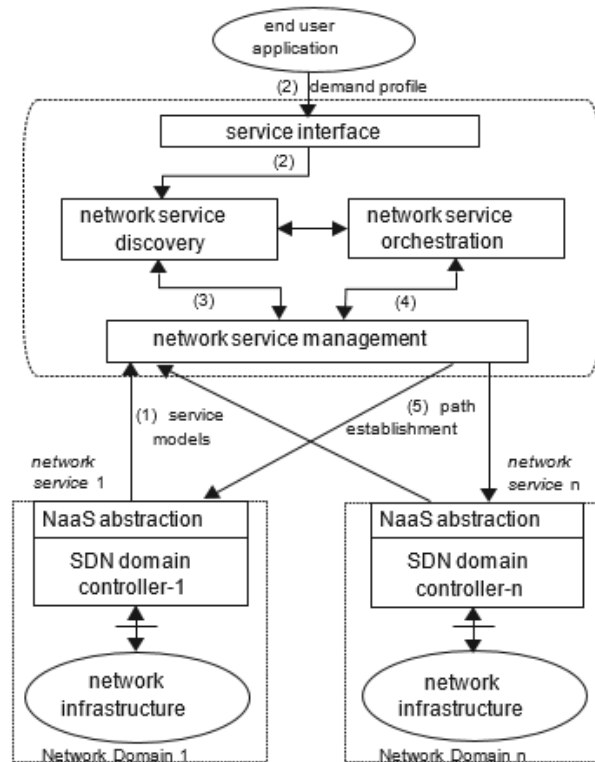 end user
application
(2) demand profile
service interface
(2)
network service
discovery
network service
orchestration
(3)
(4)
network service management
(1) service
models
(5) path
establishment
network
service 1
network
service n
NaaS abstraction
SDN domain
controller-1
NaaS abstraction
SDN domain
controller-n
network
infrastructure
network
infrastructure
Network Domain 1
Network Domain n